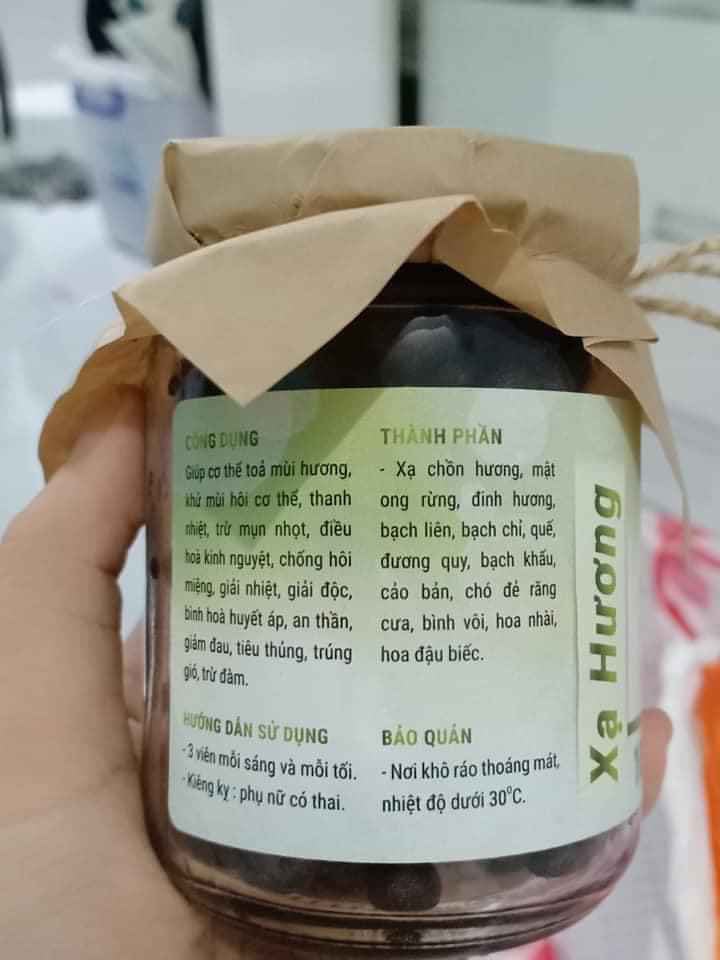 CÔNG DỤNG
Giúp cơ thể toả mùi hương,
khử mùi hôi cơ thể, thanh
nhiệt, trừ mụn nhọt, điều
hoà kinh nguyệt, chống hôi
miệng, giải nhiệt, giải độc,
bình hoà huyết áp, an thần,
giảm đau, tiêu thũng, trúng
gió, trừ đàm.
HƯỚNG DẪN SỬ DỤNG
- 3 viên mỗi sáng và mỗi tối.
- Kiêng kỵ : phụ nữ có thai.
THÀNH PHẦN
- Xạ chồn hương, mật
ong rừng, đinh hương,
bạch liên, bạch chỉ, quế,
đương quy, bạch khấu,
cảo bản, chó đẻ răng
cưa, bình vôi, hoa nhài,
hoa đậu biếc.
BẢO QUẢN
- Nơi khô ráo thoáng mát,
nhiệt độ dưới 30°C.
Xạ Hương